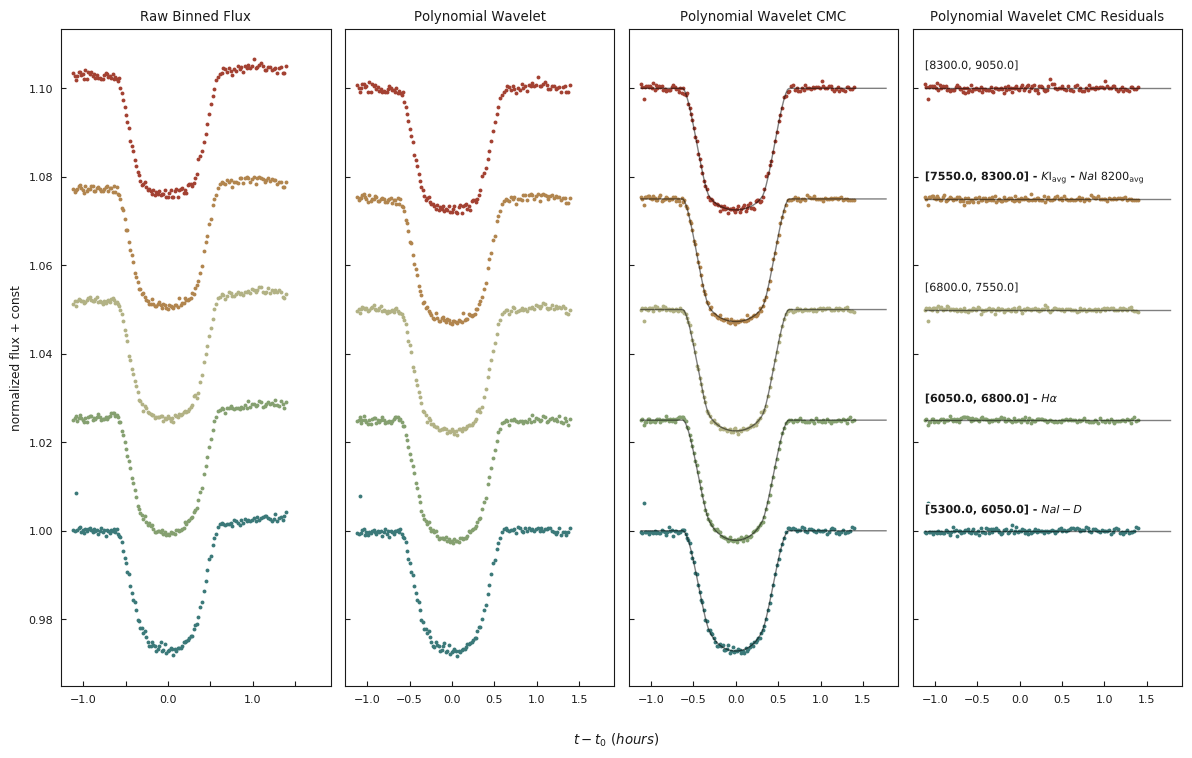 Raw Binned Flux
Polynomial Wavelet
Polynomial Wavelet CMC
Polynomial Wavelet CMC Residuals
normalized flux + const
1.10
1.08
1.06
1.04
1.02
1.00
0.98
[8300.0, 9050.0]
[7550.0, 8300.0] - KI_avg - NaI 8200_avg
[6800.0, 7550.0]
[6050.0, 6800.0] - Hα
[5300.0, 6050.0] - NaI − D
−1.0 0.0 1.0
−1.0 −0.5 0.0 0.5 1.0 1.5
−1.0 −0.5 0.0 0.5 1.0 1.5
−1.0 −0.5 0.0 0.5 1.0 1.5
t − t₀ (hours)